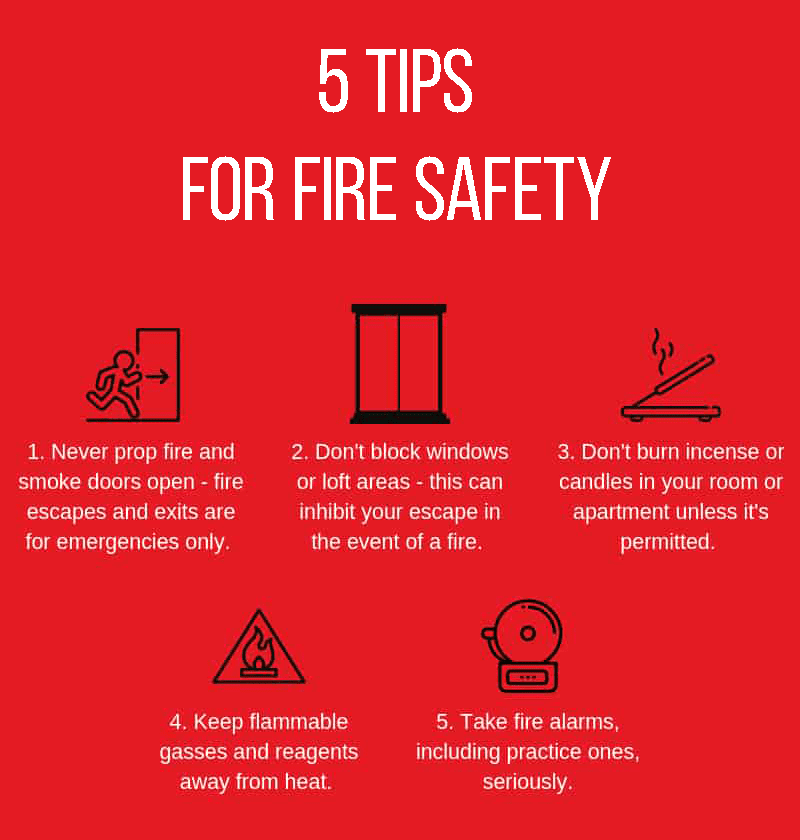 5 TIPS
FOR FIRE SAFETY
1. Never prop fire and
smoke doors open - fire
escapes and exits are
for emergencies only.
2. Don't block windows
or loft areas - this can
inhibit your escape in
the event of a fire.
3. Don't burn incense or
candles in your room or
apartment unless it's
permitted.
4. Keep flammable
gasses and reagents
away from heat.
5. Take fire alarms,
including practice ones,
seriously.